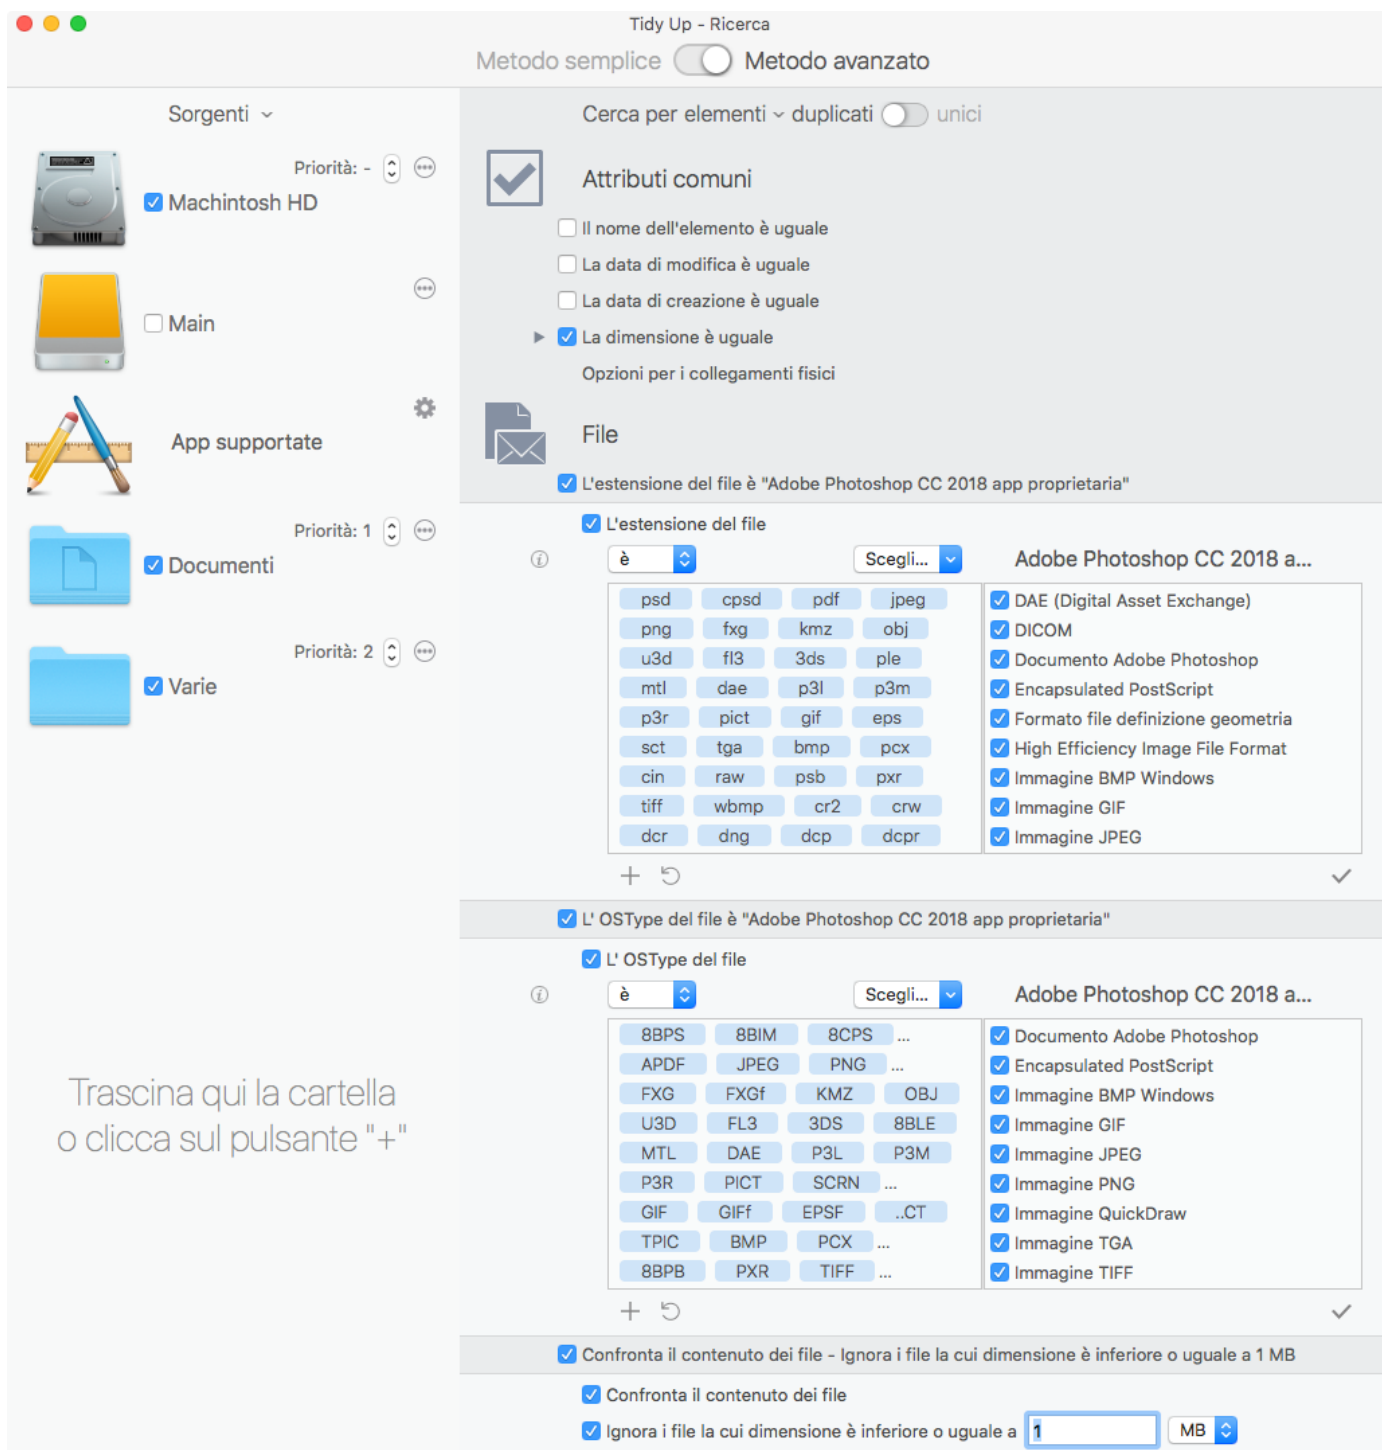 Tidy Up - Ricerca
Metodo semplice Metodo avanzato
Sorgenti
Priorità: -
Machintosh HD
Main
App supportate
Priorità: 1
Documenti
Priorità: 2
Varie
Trascina qui la cartella
o clicca sul pulsante "+"
Cerca per elementi duplicati unici
Attributi comuni
Il nome dell'elemento è uguale
La data di modifica è uguale
La data di creazione è uguale
La dimensione è uguale
Opzioni per i collegamenti fisici
File
L'estensione del file è "Adobe Photoshop CC 2018 app proprietaria"
L'estensione del file
è Scegli... Adobe Photoshop CC 2018 a...
psd cpsd pdf jpeg
png fxg kmz obj
u3d fl3 3ds ple
mtl dae p3l p3m
p3r pict gif eps
sct tga bmp pcx
cin raw psb pxr
tiff wbmp cr2 crw
dcr dng dcp dcpr
DAE (Digital Asset Exchange)
DICOM
Documento Adobe Photoshop
Encapsulated PostScript
Formato file definizione geometria
High Efficiency Image File Format
Immagine BMP Windows
Immagine GIF
Immagine JPEG
L' OSType del file è "Adobe Photoshop CC 2018 app proprietaria"
L' OSType del file
è Scegli... Adobe Photoshop CC 2018 a...
8BPS 8BIM 8CPS ...
APDF JPEG PNG ...
FXG FXGf KMZ OBJ
U3D FL3 3DS 8BLE
MTL DAE P3L P3M
P3R PICT SCRN ...
GIF GIFf EPSF ..CT
TPIC BMP PCX ...
8BPB PXR TIFF ...
Documento Adobe Photoshop
Encapsulated PostScript
Immagine BMP Windows
Immagine GIF
Immagine JPEG
Immagine PNG
Immagine QuickDraw
Immagine TGA
Immagine TIFF
Confronta il contenuto dei file - Ignora i file la cui dimensione è inferiore o uguale a 1 MB
Confronta il contenuto dei file
Ignora i file la cui dimensione è inferiore o uguale a 1 MB